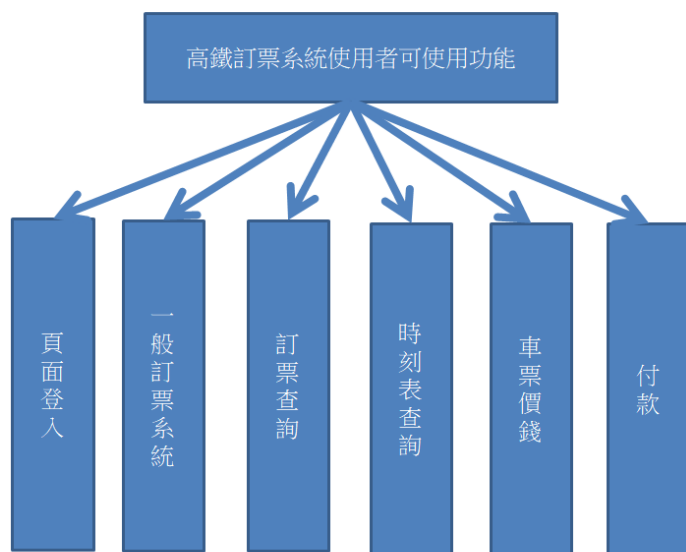 高鐵訂票系統使用者可使用功能
頁面登入
一般訂票系統
訂票查詢
時刻表查詢
車票價錢
付款